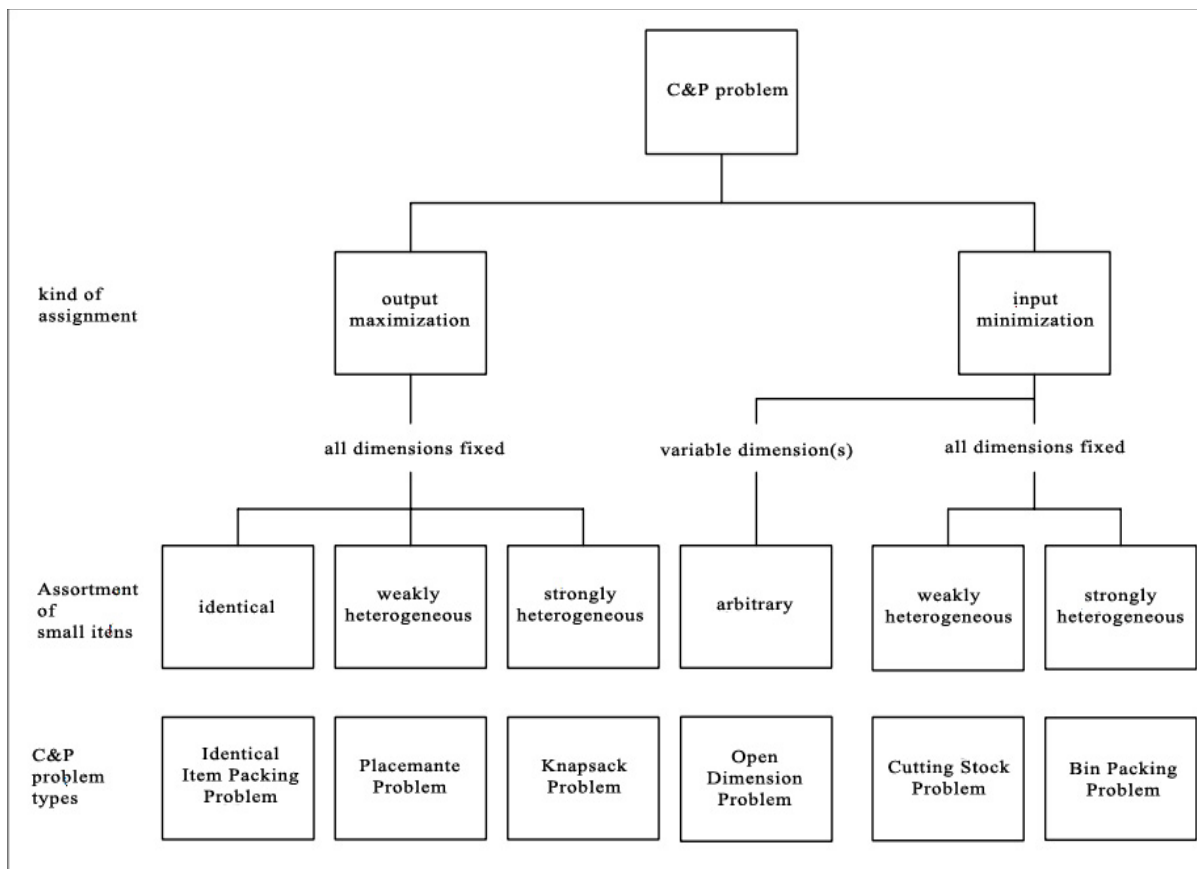 C&P problem
kind of
assignment
output
maximization
input
minimization
all dimensions fixed
variable dimension(s)
all dimensions fixed
Assortment
of
small itens
identical
weakly
heterogeneous
strongly
heterogeneous
arbitrary
weakly
heterogeneous
strongly
heterogeneous
C&P
problem
types
Identical
Item Packing
Problem
Placemante
Problem
Knapsack
Problem
Open
Dimension
Problem
Cutting Stock
Problem
Bin Packing
Problem